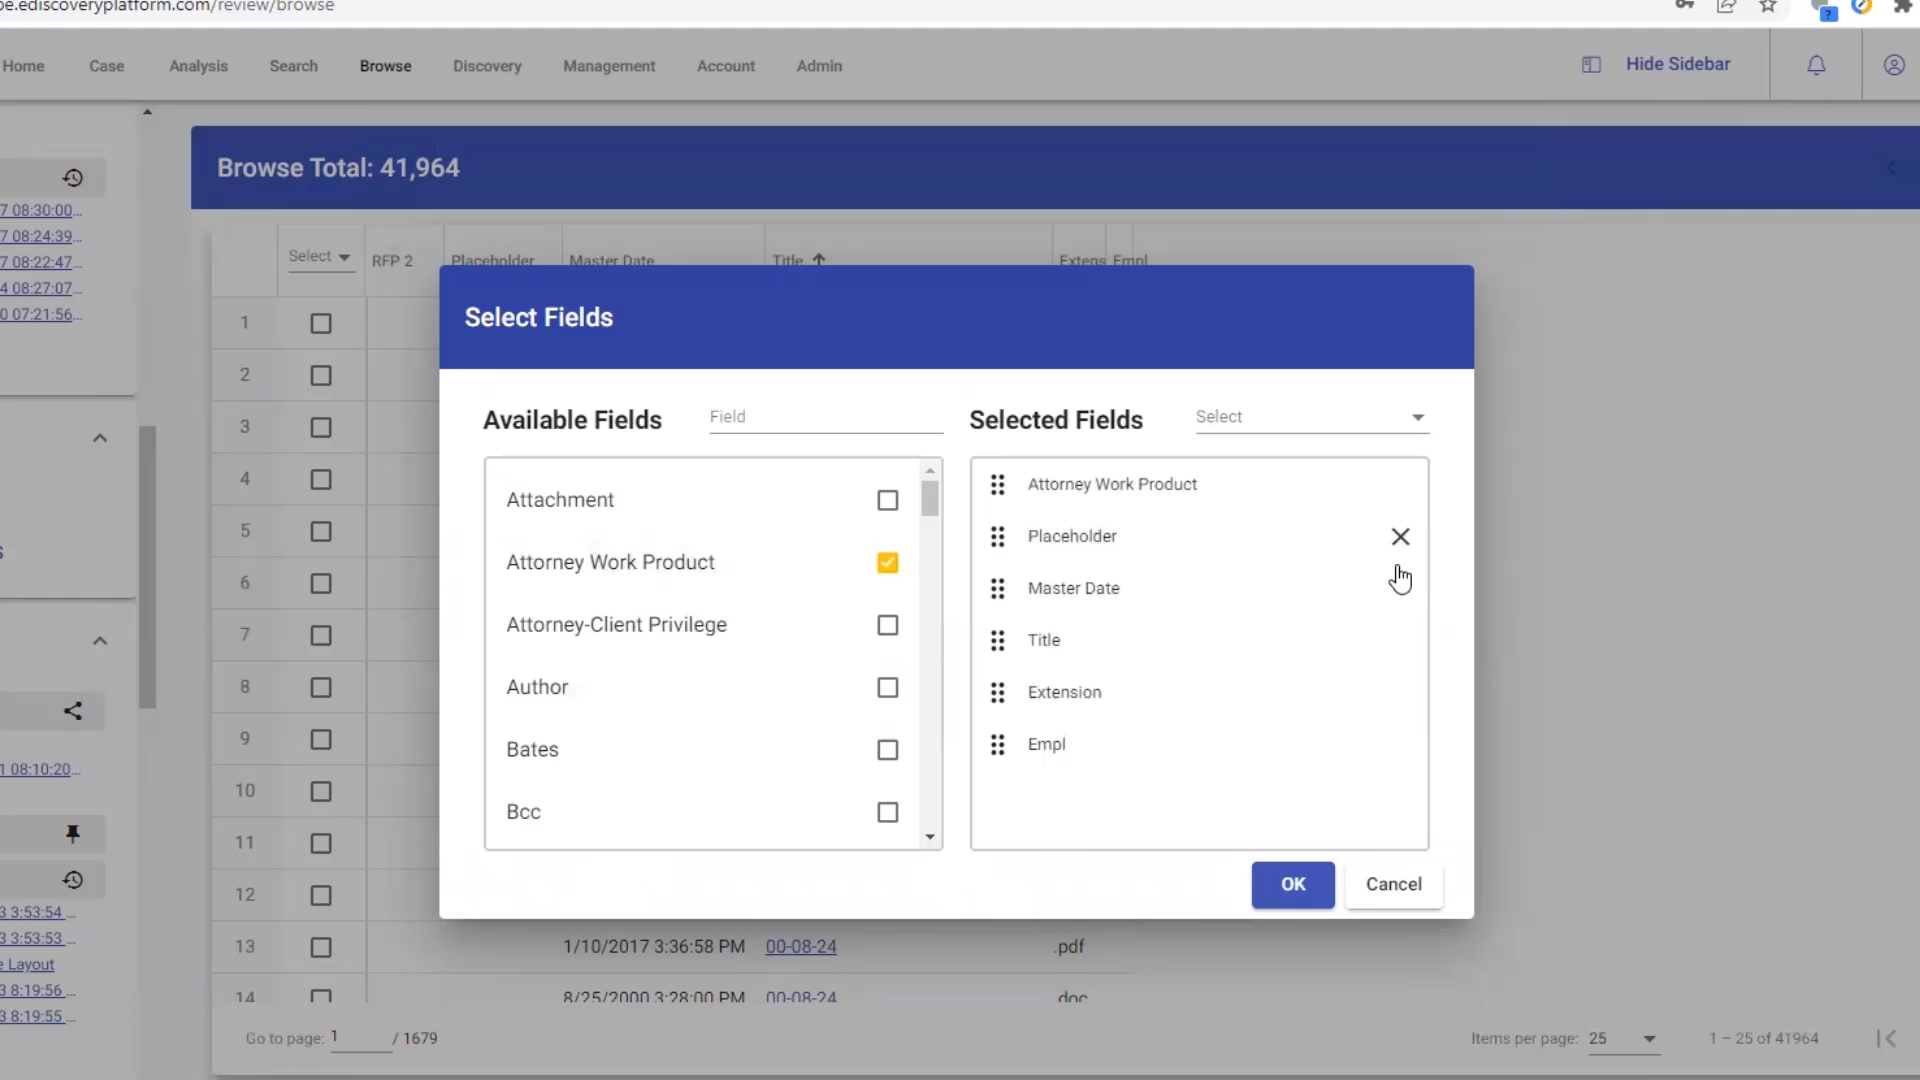 be.ediscoveryplatform.com/review/browse
Home Case Analysis Search Browse Discovery Management Account Admin Hide Sidebar
Browse Total: 41,964
7 08:30:00...
7 08:24:39...
7 08:22:47...
4 08:27:07...
0 07:21:56...
Select RFP 2 Placeholder Master Date Title Extens Empl
1
2
3
4
5
6
7
8
9
10
11
12
13 1/10/2017 3:36:58 PM 00-08-24 .pdf
14 8/25/2000 3:28:00 PM 00-08-24 .doc
Select Fields
Available Fields Field
Attachment
Attorney Work Product
Attorney-Client Privilege
Author
Bates
Bcc
Selected Fields Select
Attorney Work Product
Placeholder
Master Date
Title
Extension
Empl
OK Cancel
s
1 08:10:20...
3 3:53:54 ...
3 3:53:53 ...
e Layout
3 8:19:56 ...
3 8:19:55 ...
Go to page: 1 / 1679
Items per page: 25 1 – 25 of 41964